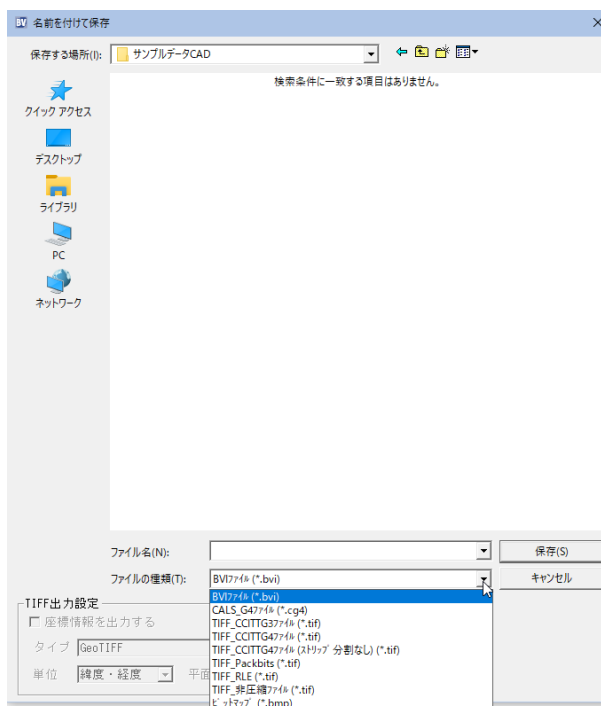 BV 名前を付けて保存
保存する場所(I): サンプルデータCAD
検索条件に一致する項目はありません。
クイック アクセス
デスクトップ
ライブラリ
PC
ネットワーク
ファイル名(N):
保存(S)
ファイルの種類(T): BVIファイル (*.bvi)
キャンセル
BVIファイル (*.bvi)
CALS_G4ファイル (*.cg4)
TIFF_CCITTG3ファイル (*.tif)
TIFF_CCITTG4ファイル (*.tif)
TIFF_CCITTG4ファイル (ストリップ分割なし) (*.tif)
TIFF_Packbits (*.tif)
TIFF_RLE (*.tif)
TIFF_非圧縮ファイル (*.tif)
ビットマップ (*.bmp)
TIFF出力設定
座標情報を出力する
タイプ GeoTIFF
単位 緯度・経度 平面